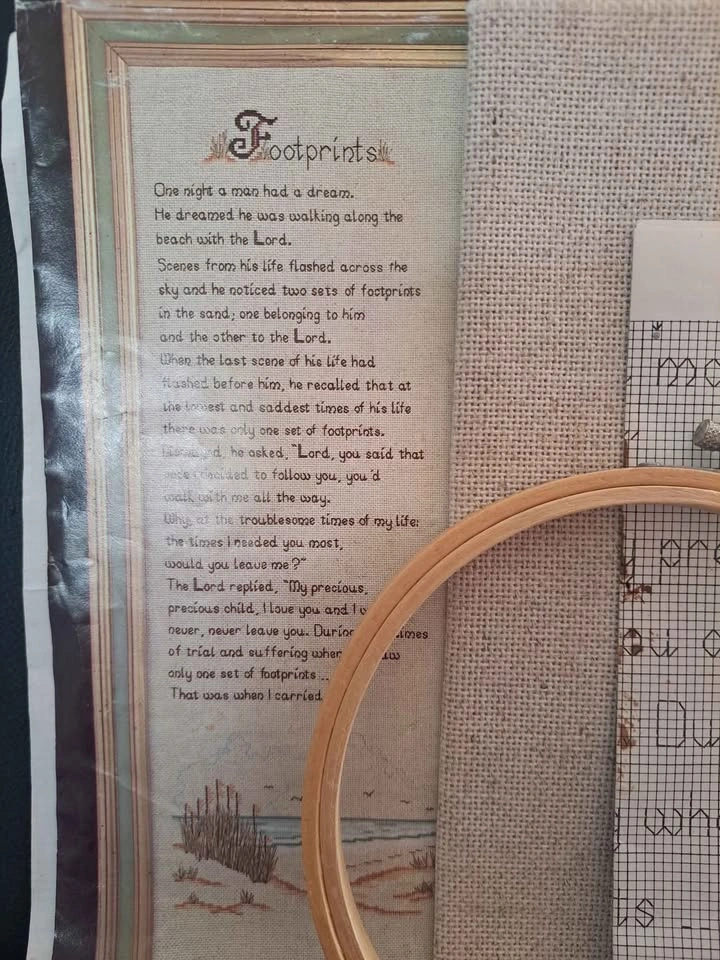 Footprints
One night a man had a dream.
He dreamed he was walking along the
beach with the Lord.
Scenes from his life flashed across the
sky and he noticed two sets of footprints
in the sand; one belonging to him
and the other to the Lord.
When the last scene of his life had
flashed before him, he recalled that at
the lowest and saddest times of his life
there was only one set of footprints.
he asked, "Lord, you said that
once I decided to follow you, you'd
walk with me all the way.
Why, at the troublesome times of my life;
the times I needed you most,
would you leave me?"
The Lord replied, "My precious,
precious child, I love you and I
never, never leave you. During
of trial and suffering when
only one set of footprints...
That was when I carried